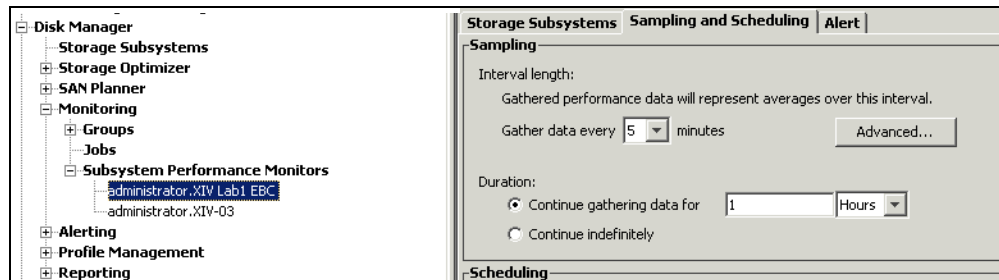 Disk Manager
Storage Subsystems
Storage Optimizer
SAN Planner
Monitoring
Groups
Jobs
Subsystem Performance Monitors
administrator.XIV Lab1 EBC
administrator.XIV-03
Alerting
Profile Management
Reporting
Storage Subsystems Sampling and Scheduling Alert
Sampling
Interval length:
Gathered performance data will represent averages over this interval.
Gather data every 5 minutes Advanced...
Duration:
Continue gathering data for 1 Hours
Continue indefinitely
Scheduling